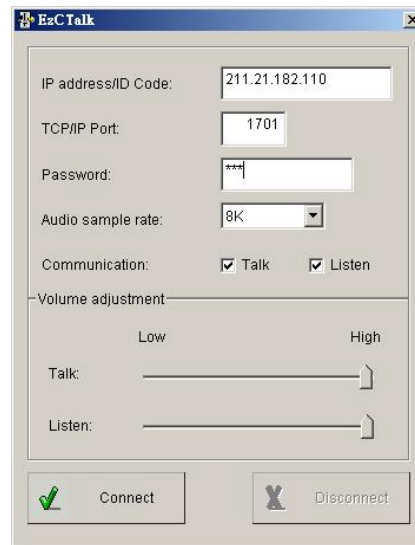 EzCTalk
IP address/ID Code: 211.21.182.110
TCP/IP Port: 1701
Password: ***
Audio sample rate: 8K
Communication: Talk Listen
Volume adjustment
Low High
Talk:
Listen:
Connect Disconnect